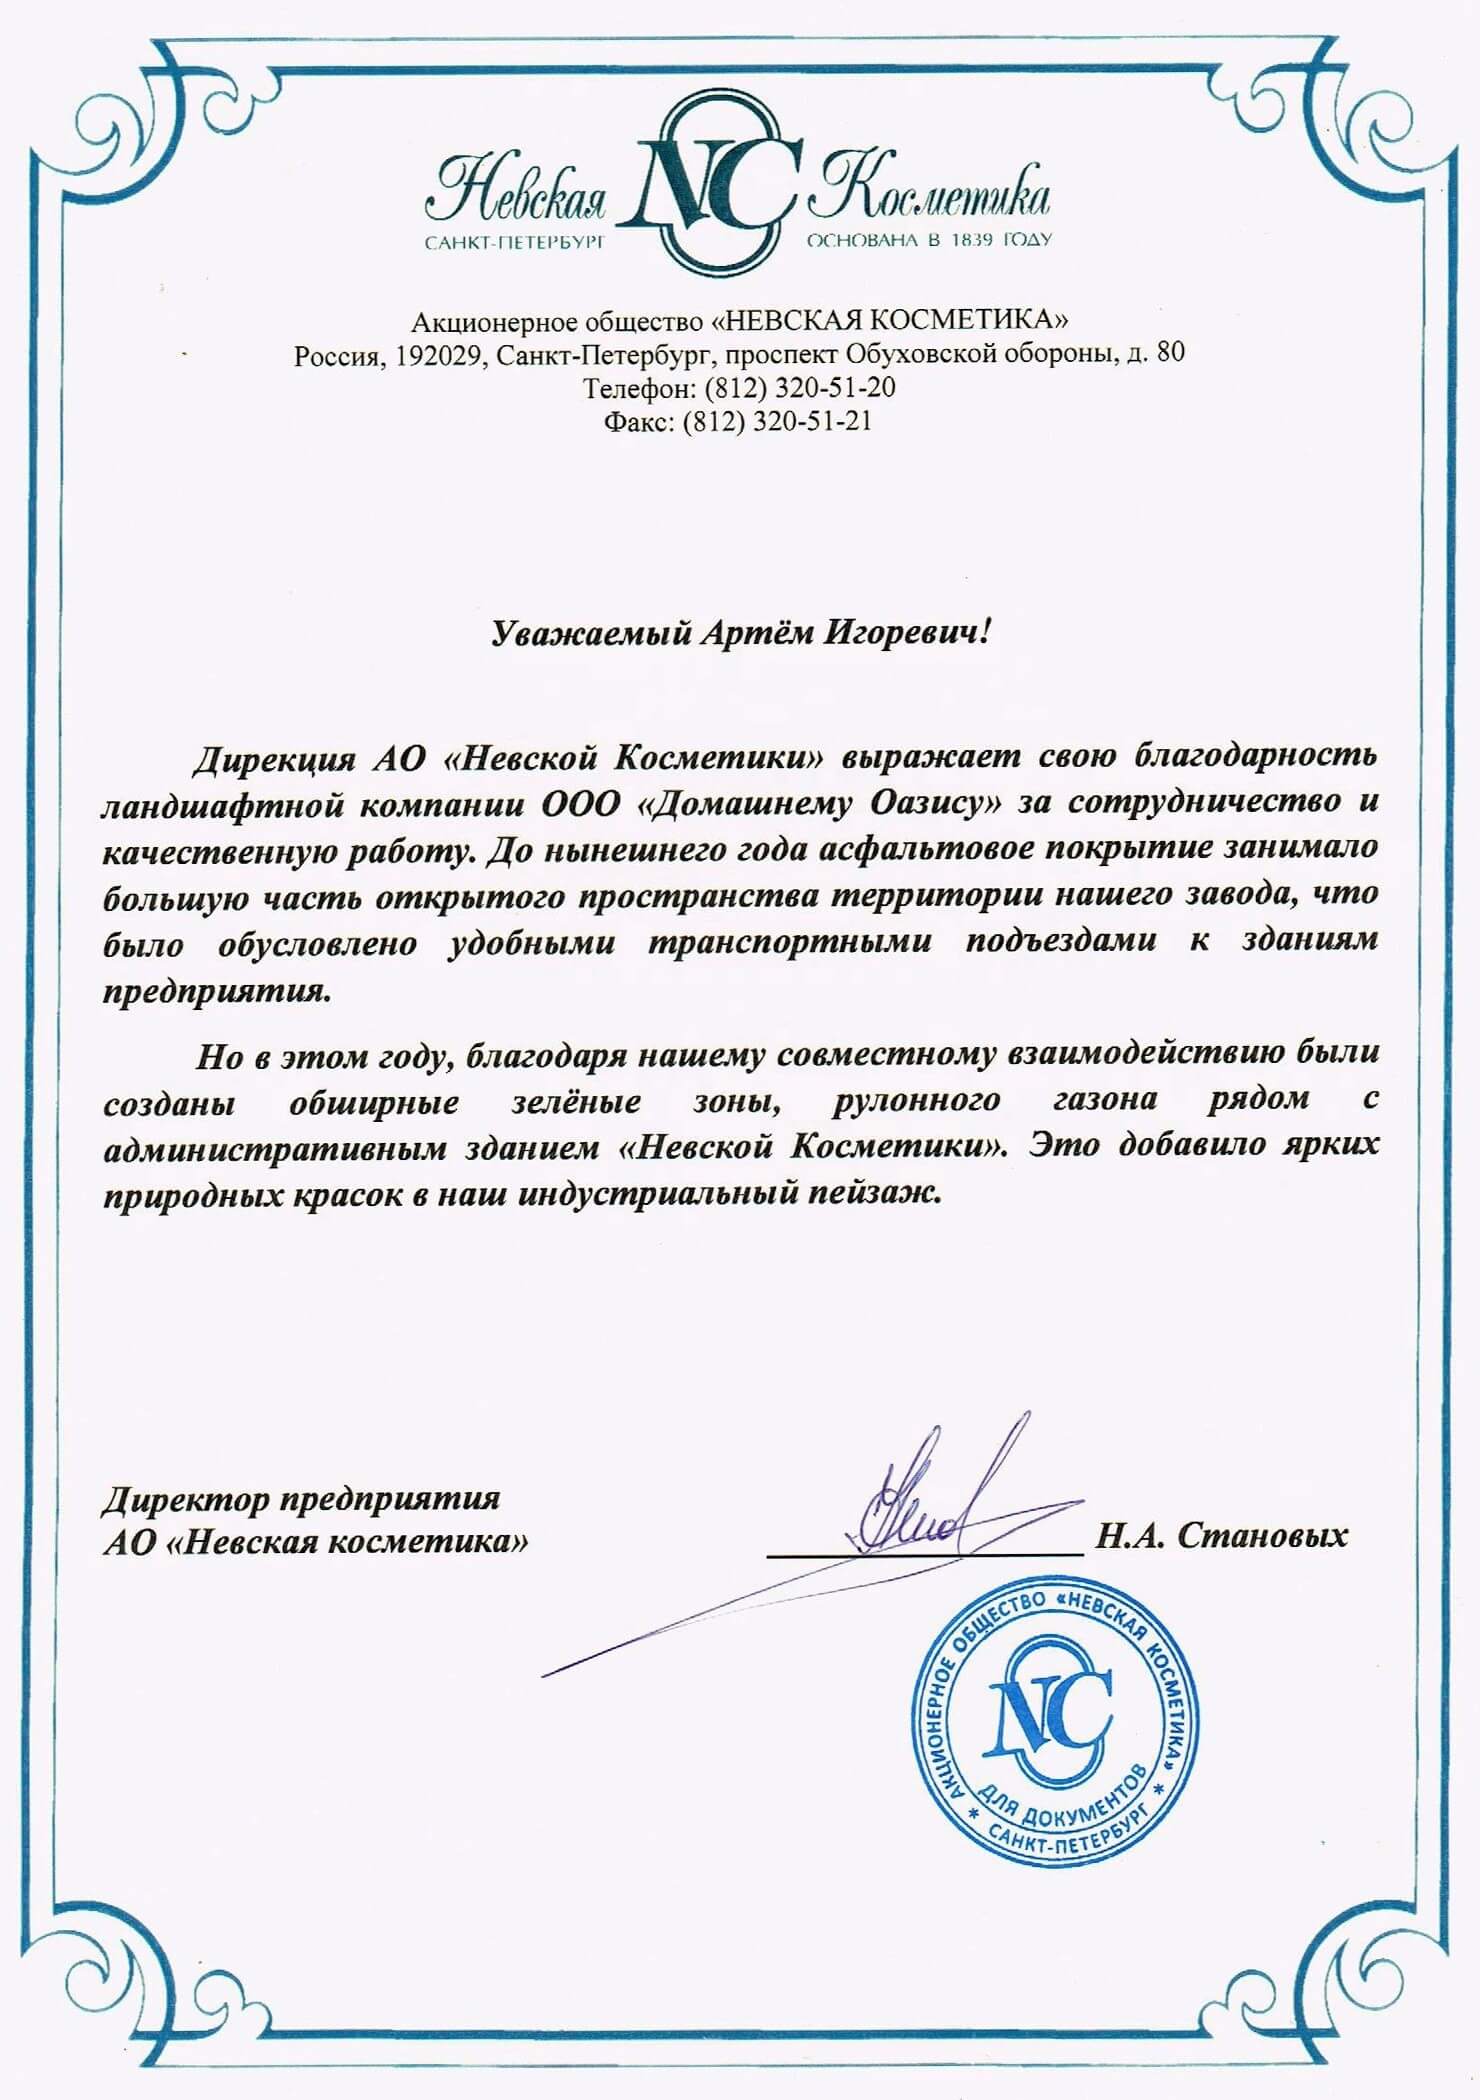 Невская NC Косметика
САНКТ-ПЕТЕРБУРГ ОСНОВАНА В 1839 ГОДУ
Акционерное общество «НЕВСКАЯ КОСМЕТИКА»
Россия, 192029, Санкт-Петербург, проспект Обуховской обороны, д. 80
Телефон: (812) 320-51-20
Факс: (812) 320-51-21
Уважаемый Артём Игоревич!
Дирекция АО «Невской Косметики» выражает свою благодарность
ландшафтной компании ООО «Домашнему Оазису» за сотрудничество и
качественную работу. До нынешнего года асфальтовое покрытие занимало
большую часть открытого пространства территории нашего завода, что
было обусловлено удобными транспортными подъездами к зданиям
предприятия.
Но в этом году, благодаря нашему совместному взаимодействию были
созданы обширные зелёные зоны, рулонного газона рядом с
административным зданием «Невской Косметики». Это добавило ярких
природных красок в наш индустриальный пейзаж.
Директор предприятия
АО «Невская косметика» Н.А. Становых
АКЦИОНЕРНОЕ ОБЩЕСТВО «НЕВСКАЯ КОСМЕТИКА»
NC
ДЛЯ ДОКУМЕНТОВ
* САНКТ-ПЕТЕРБУРГ *